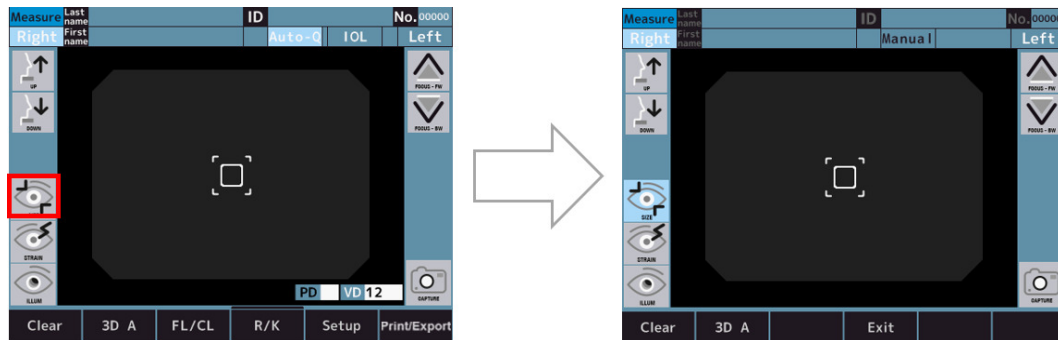 Measure Last name ID No. 00000
Right First name Auto-Q IOL Left
UP
FOCUS - FW
DOWN
FOCUS - BW
STRAIN
ILLUM
CAPTURE
PD VD 12
Clear 3D A FL/CL R/K Setup Print/Export
Measure Last name ID No. 00000
Right First name Manual Left
UP
FOCUS - FW
DOWN
FOCUS - BW
SIZE
STRAIN
ILLUM
CAPTURE
Clear 3D A Exit